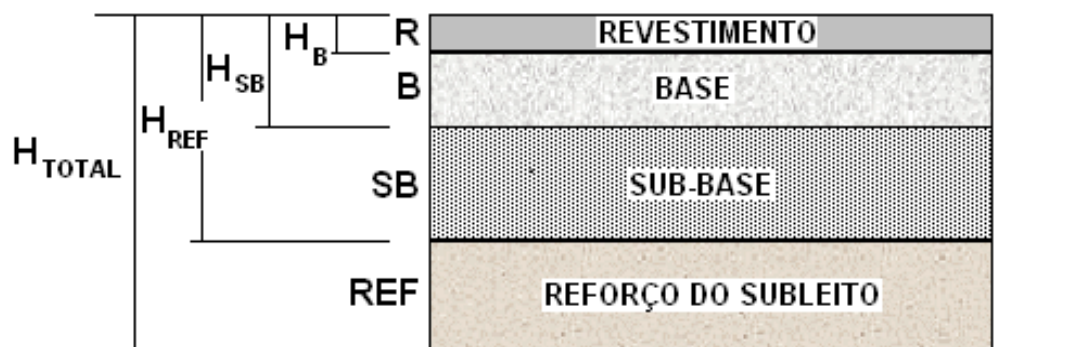 H_B R REVESTIMENTO
H_SB B BASE
H_REF
H_TOTAL SB SUB-BASE
REF REFORÇO DO SUBLEITO